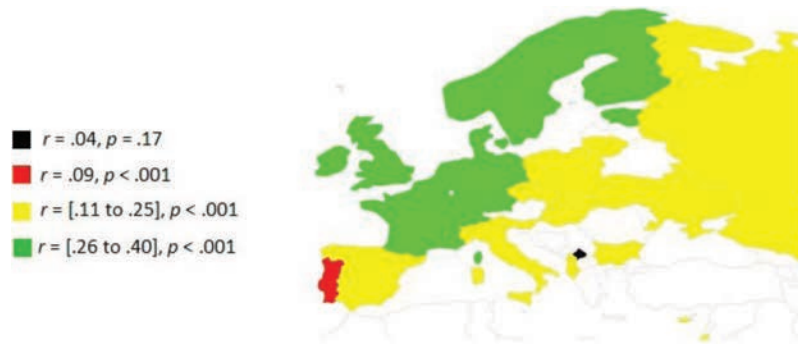 r = .04, p = .17
r = .09, p < .001
r = [.11 to .25], p < .001
r = [.26 to .40], p < .001